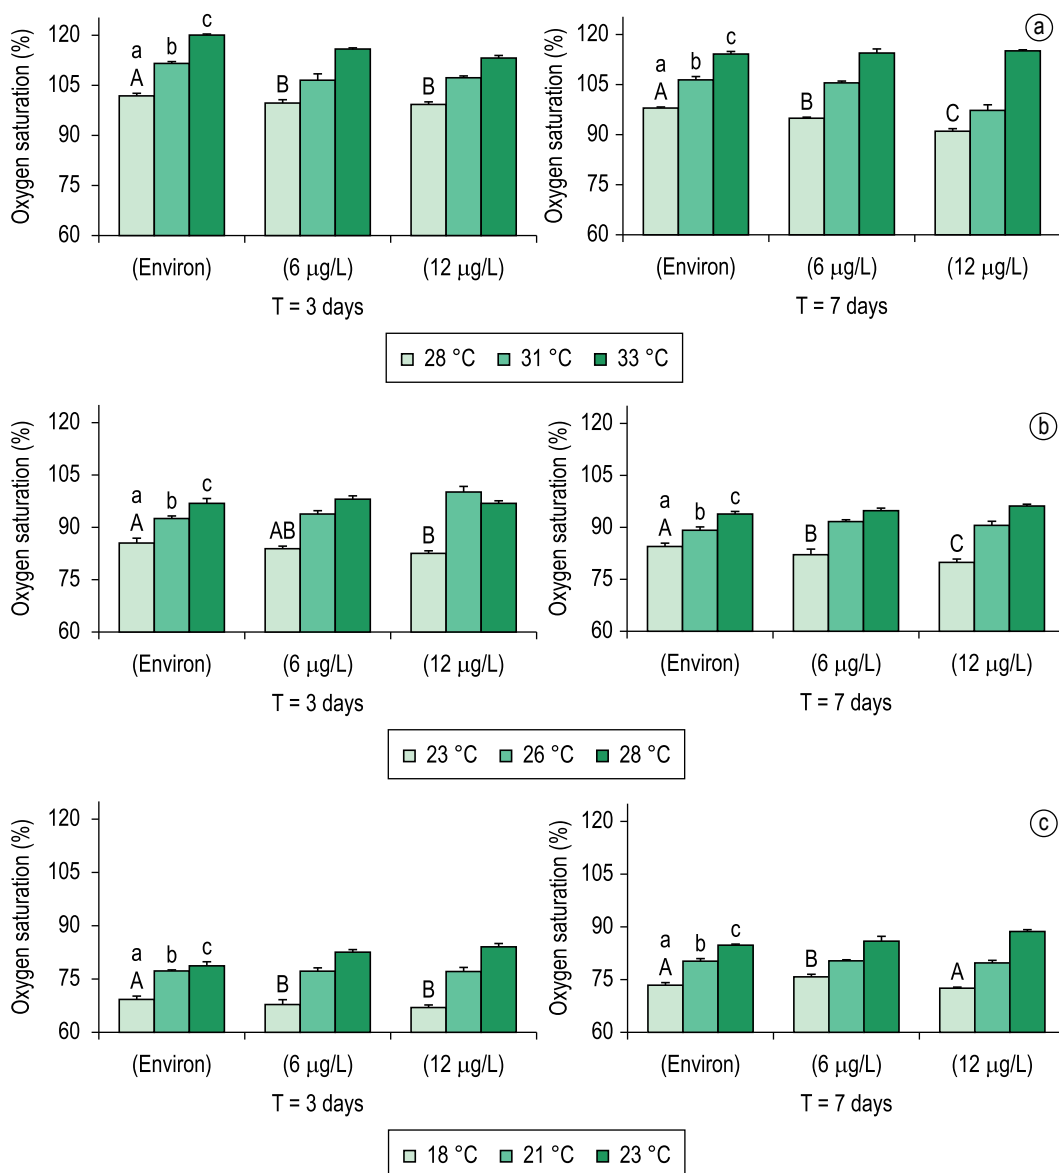 Oxygen saturation (%)
120
105
90
75
60
a
A
b
c
B
B
(Environ)
(6 µg/L)
(12 µg/L)
T = 3 days
Oxygen saturation (%)
120
105
90
75
60
a
A
b
c
B
C
(Environ)
(6 µg/L)
(12 µg/L)
T = 7 days
a
28 °C
31 °C
33 °C
Oxygen saturation (%)
120
105
90
75
60
a
A
b
c
AB
B
(Environ)
(6 µg/L)
(12 µg/L)
T = 3 days
Oxygen saturation (%)
120
105
90
75
60
a
A
b
c
B
C
(Environ)
(6 µg/L)
(12 µg/L)
T = 7 days
b
23 °C
26 °C
28 °C
Oxygen saturation (%)
120
105
90
75
60
a
A
b
c
B
B
(Environ)
(6 µg/L)
(12 µg/L)
T = 3 days
Oxygen saturation (%)
120
105
90
75
60
a
A
b
c
B
A
(Environ)
(6 µg/L)
(12 µg/L)
T = 7 days
c
18 °C
21 °C
23 °C